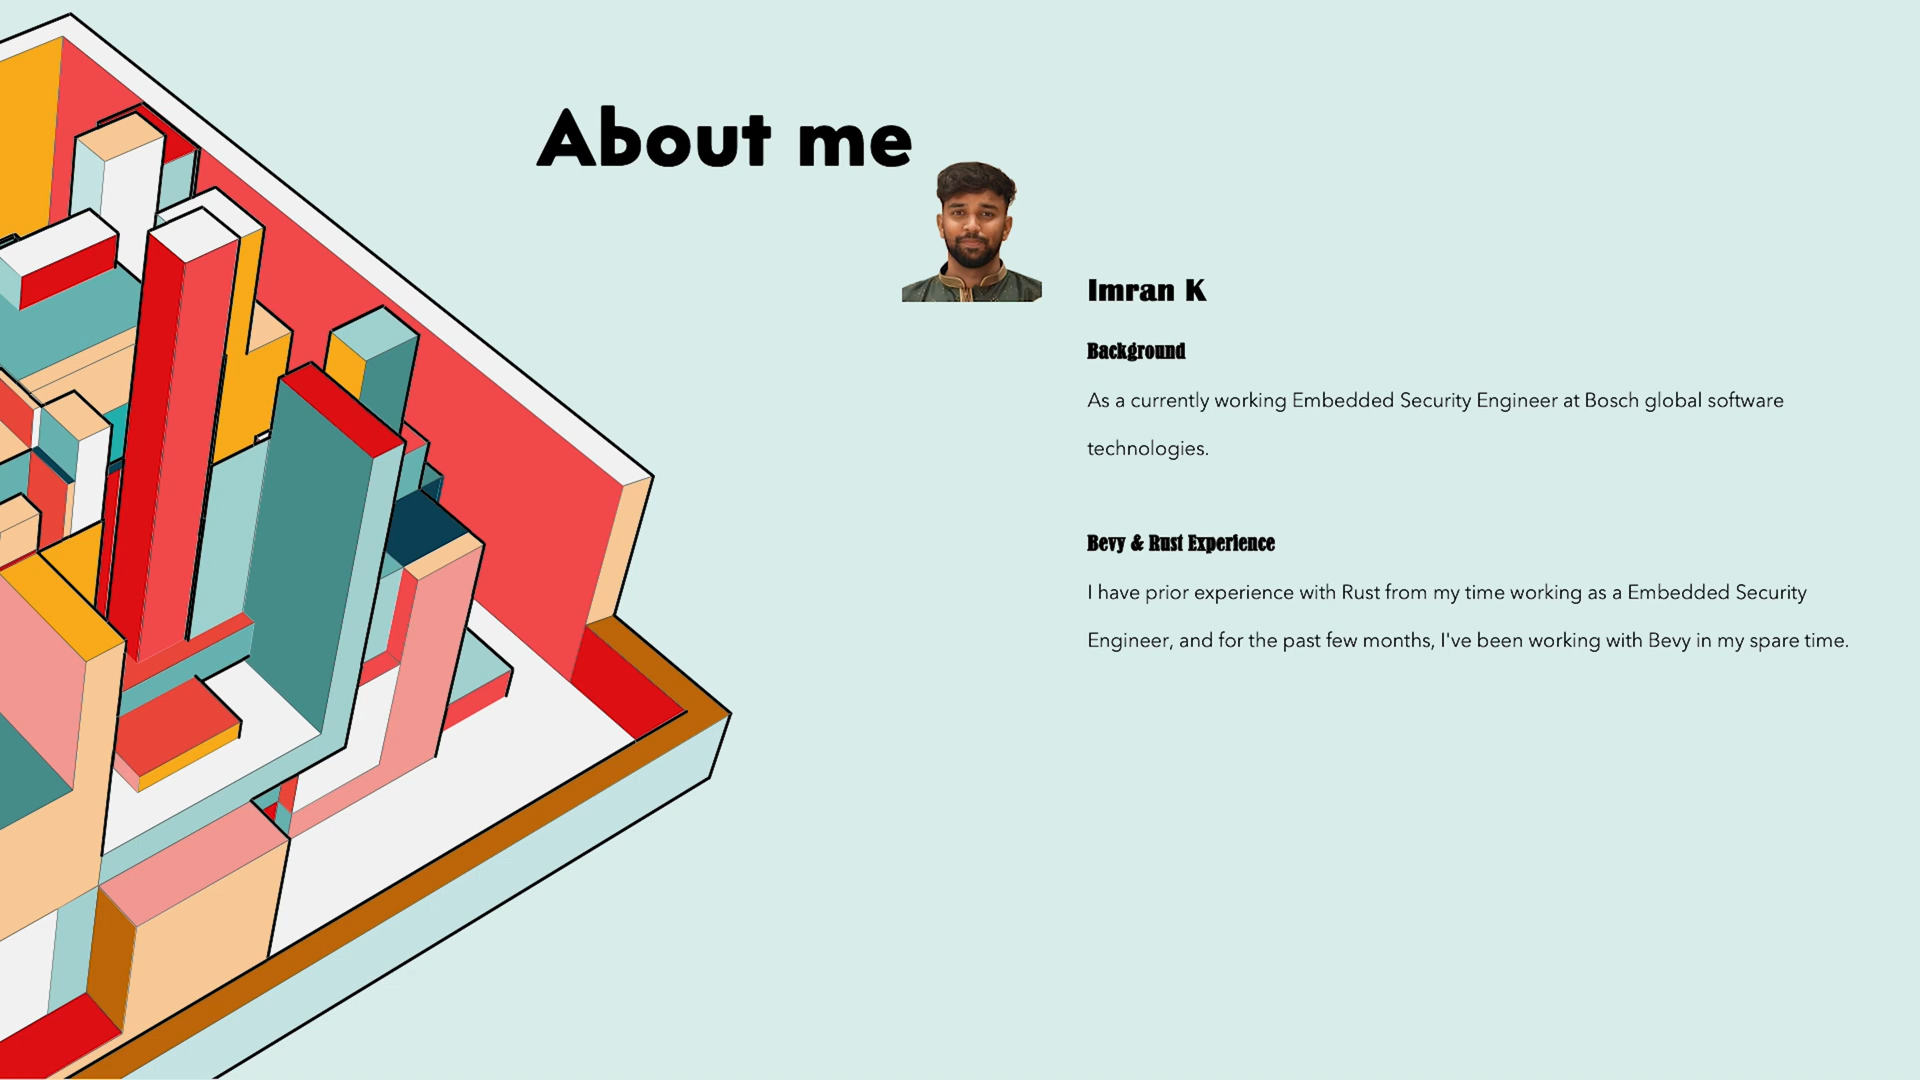 About me
Imran K
Background
As a currently working Embedded Security Engineer at Bosch global software
technologies.
Bevy & Rust Experience
I have prior experience with Rust from my time working as a Embedded Security
Engineer, and for the past few months, I've been working with Bevy in my spare time.